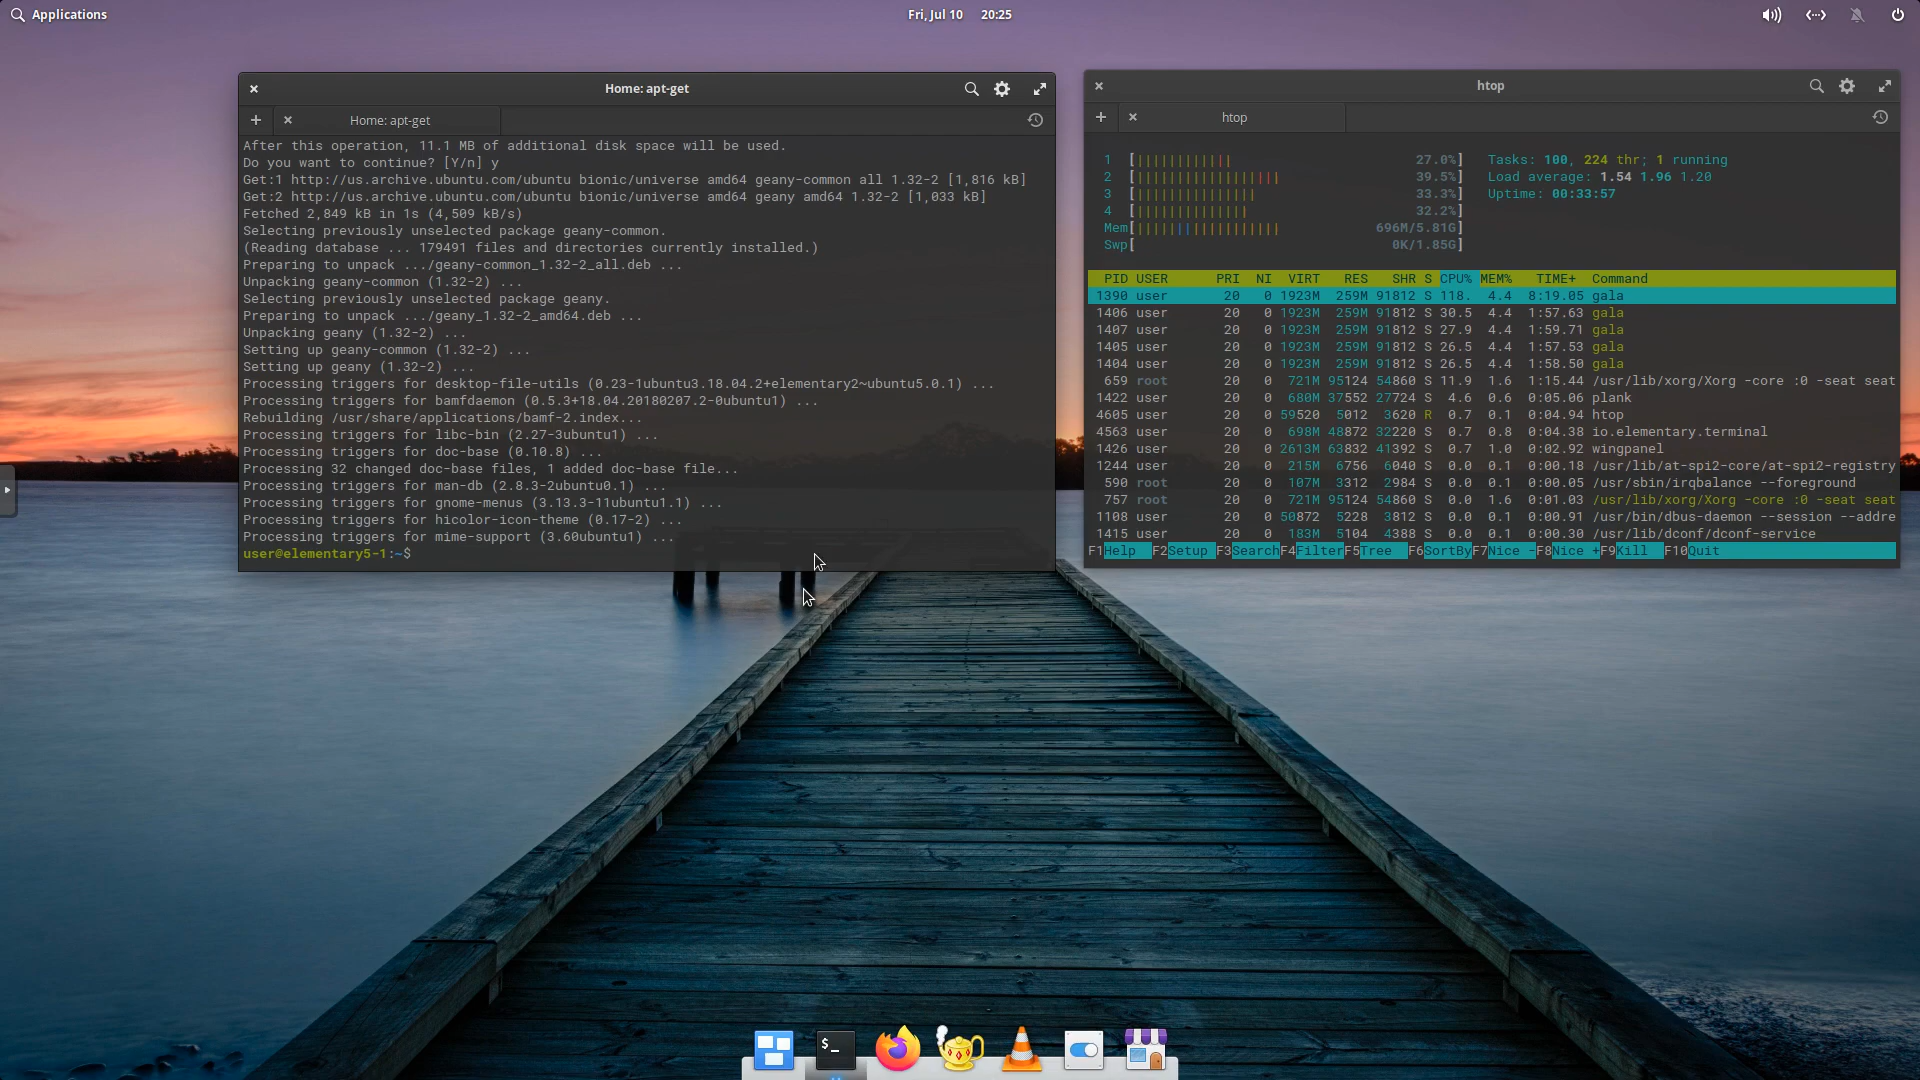 Applications
Fri, Jul 10 20:25
Home: apt-get
Home: apt-get
After this operation, 11.1 MB of additional disk space will be used.
Do you want to continue? [Y/n] y
Get:1 http://us.archive.ubuntu.com/ubuntu bionic/universe amd64 geany-common all 1.32-2 [1,816 kB]
Get:2 http://us.archive.ubuntu.com/ubuntu bionic/universe amd64 geany amd64 1.32-2 [1,033 kB]
Fetched 2,849 kB in 1s (4,509 kB/s)
Selecting previously unselected package geany-common.
(Reading database ... 179491 files and directories currently installed.)
Preparing to unpack .../geany-common_1.32-2_all.deb ...
Unpacking geany-common (1.32-2) ...
Selecting previously unselected package geany.
Preparing to unpack .../geany_1.32-2_amd64.deb ...
Unpacking geany (1.32-2) ...
Setting up geany-common (1.32-2) ...
Setting up geany (1.32-2) ...
Processing triggers for desktop-file-utils (0.23-1ubuntu3.18.04.2+elementary2~ubuntu5.0.1) ...
Processing triggers for bamfdaemon (0.5.3+18.04.20180207.2-0ubuntu1) ...
Rebuilding /usr/share/applications/bamf-2.index...
Processing triggers for libc-bin (2.27-3ubuntu1) ...
Processing triggers for doc-base (0.10.8) ...
Processing 32 changed doc-base files, 1 added doc-base file...
Processing triggers for man-db (2.8.3-2ubuntu0.1) ...
Processing triggers for gnome-menus (3.13.3-11ubuntu1.1) ...
Processing triggers for hicolor-icon-theme (0.17-2) ...
Processing triggers for mime-support (3.60ubuntu1) ...
user@elementary5-1:~$
htop
htop
1 [|||||||||||| 27.0%] Tasks: 100, 224 thr; 1 running
2 [|||||||||||||||||| 39.5%] Load average: 1.54 1.96 1.20
3 [||||||||||||||| 33.3%] Uptime: 00:33:57
4 [|||||||||||||| 32.2%]
Mem[|||||||||||||||||| 696M/5.81G]
Swp[ 0K/1.85G]
PID USER PRI NI VIRT RES SHR S CPU% MEM% TIME+ Command
1390 user 20 0 1923M 259M 91812 S 118. 4.4 8:19.05 gala
1406 user 20 0 1923M 259M 91812 S 30.5 4.4 1:57.63 gala
1407 user 20 0 1923M 259M 91812 S 27.9 4.4 1:59.71 gala
1405 user 20 0 1923M 259M 91812 S 26.5 4.4 1:57.53 gala
1404 user 20 0 1923M 259M 91812 S 26.5 4.4 1:58.50 gala
659 root 20 0 721M 95124 54860 S 11.9 1.6 1:15.44 /usr/lib/xorg/Xorg -core :0 -seat seat
1422 user 20 0 680M 37552 27724 S 4.6 0.6 0:05.06 plank
4605 user 20 0 59520 5012 3620 R 0.7 0.1 0:04.94 htop
4563 user 20 0 698M 48872 32220 S 0.7 0.8 0:04.38 io.elementary.terminal
1426 user 20 0 2613M 63832 41392 S 0.7 1.0 0:02.92 wingpanel
1244 user 20 0 215M 6756 6040 S 0.0 0.1 0:00.18 /usr/lib/at-spi2-core/at-spi2-registry
590 root 20 0 107M 3312 2984 S 0.0 0.1 0:00.05 /usr/sbin/irqbalance --foreground
757 root 20 0 721M 95124 54860 S 0.0 1.6 0:01.03 /usr/lib/xorg/Xorg -core :0 -seat seat
1108 user 20 0 50872 5228 3812 S 0.0 0.1 0:00.91 /usr/bin/dbus-daemon --session --addre
1415 user 20 0 183M 5104 4388 S 0.0 0.1 0:00.30 /usr/lib/dconf/dconf-service
F1Help F2Setup F3SearchF4FilterF5Tree F6SortByF7Nice -F8Nice +F9Kill F10Quit
$_